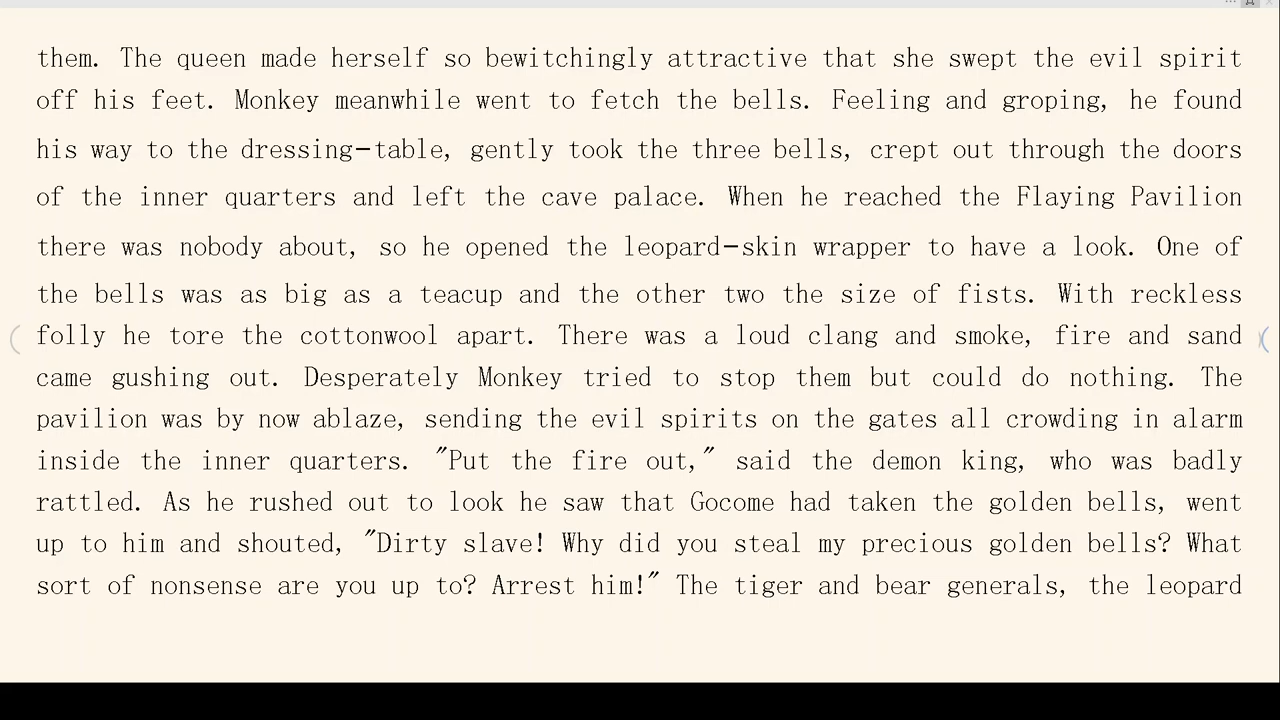 them. The queen made herself so bewitchingly attractive that she swept the evil spirit
off his feet. Monkey meanwhile went to fetch the bells. Feeling and groping, he found
his way to the dressing-table, gently took the three bells, crept out through the doors
of the inner quarters and left the cave palace. When he reached the Flaying Pavilion
there was nobody about, so he opened the leopard-skin wrapper to have a look. One of
the bells was as big as a teacup and the other two the size of fists. With reckless
folly he tore the cottonwool apart. There was a loud clang and smoke, fire and sand
came gushing out. Desperately Monkey tried to stop them but could do nothing. The
pavilion was by now ablaze, sending the evil spirits on the gates all crowding in alarm
inside the inner quarters. "Put the fire out," said the demon king, who was badly
rattled. As he rushed out to look he saw that Gocome had taken the golden bells, went
up to him and shouted, "Dirty slave! Why did you steal my precious golden bells? What
sort of nonsense are you up to? Arrest him!" The tiger and bear generals, the leopard